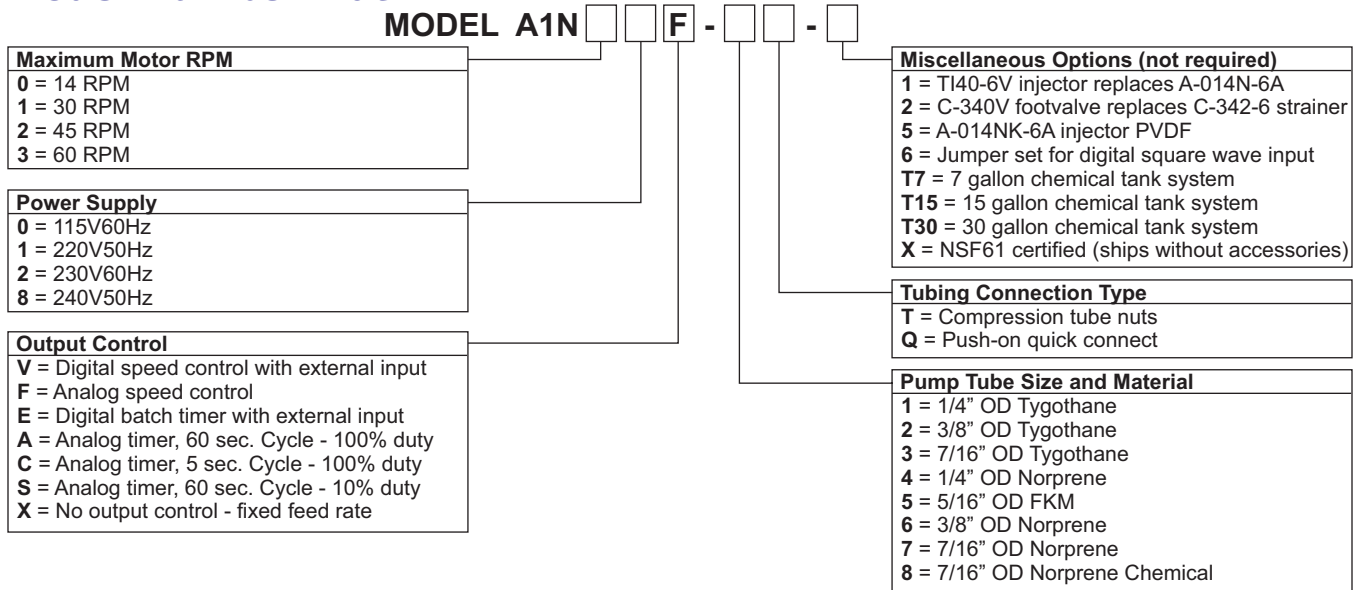 MODEL A1N F - -
Maximum Motor RPM
0 = 14 RPM
1 = 30 RPM
2 = 45 RPM
3 = 60 RPM
Power Supply
0 = 115V60Hz
1 = 220V50Hz
2 = 230V60Hz
8 = 240V50Hz
Output Control
V = Digital speed control with external input
F = Analog speed control
E = Digital batch timer with external input
A = Analog timer, 60 sec. Cycle - 100% duty
C = Analog timer, 5 sec. Cycle - 100% duty
S = Analog timer, 60 sec. Cycle - 10% duty
X = No output control - fixed feed rate
Miscellaneous Options (not required)
1 = TI40-6V injector replaces A-014N-6A
2 = C-340V footvalve replaces C-342-6 strainer
5 = A-014NK-6A injector PVDF
6 = Jumper set for digital square wave input
T7 = 7 gallon chemical tank system
T15 = 15 gallon chemical tank system
T30 = 30 gallon chemical tank system
X = NSF61 certified (ships without accessories)
Tubing Connection Type
T = Compression tube nuts
Q = Push-on quick connect
Pump Tube Size and Material
1 = 1/4” OD Tygothane
2 = 3/8” OD Tygothane
3 = 7/16” OD Tygothane
4 = 1/4” OD Norprene
5 = 5/16” OD FKM
6 = 3/8” OD Norprene
7 = 7/16” OD Norprene
8 = 7/16” OD Norprene Chemical